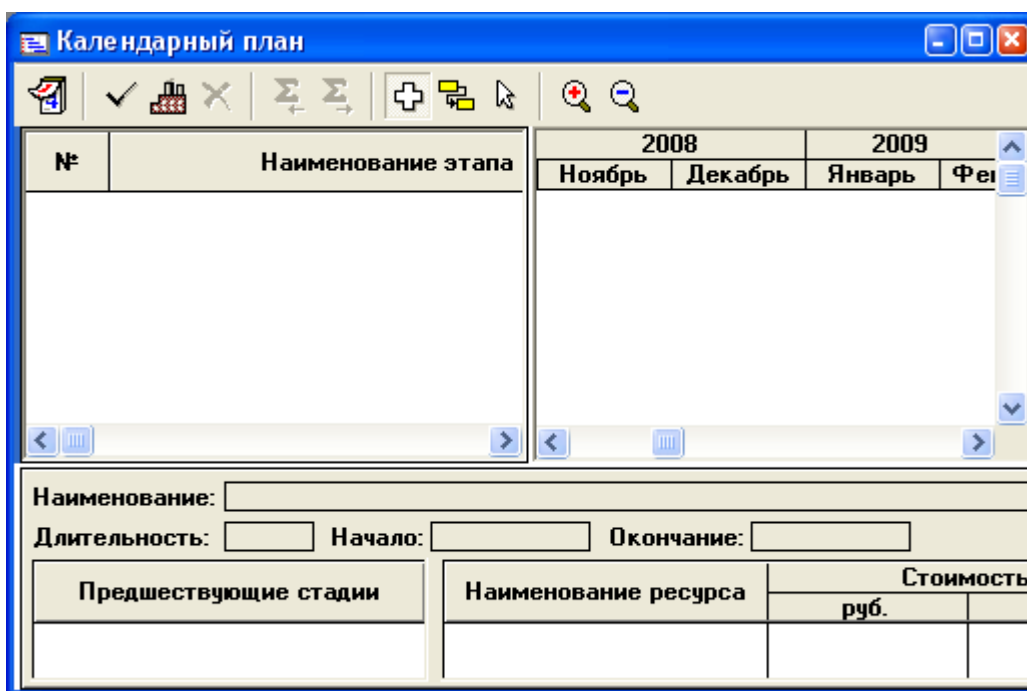 Календарный план
№ Наименование этапа
2008 2009
Ноябрь Декабрь Январь Фев
Наименование:
Длительность: Начало: Окончание:
Предшествующие стадии
Наименование ресурса
Стоимость
руб.